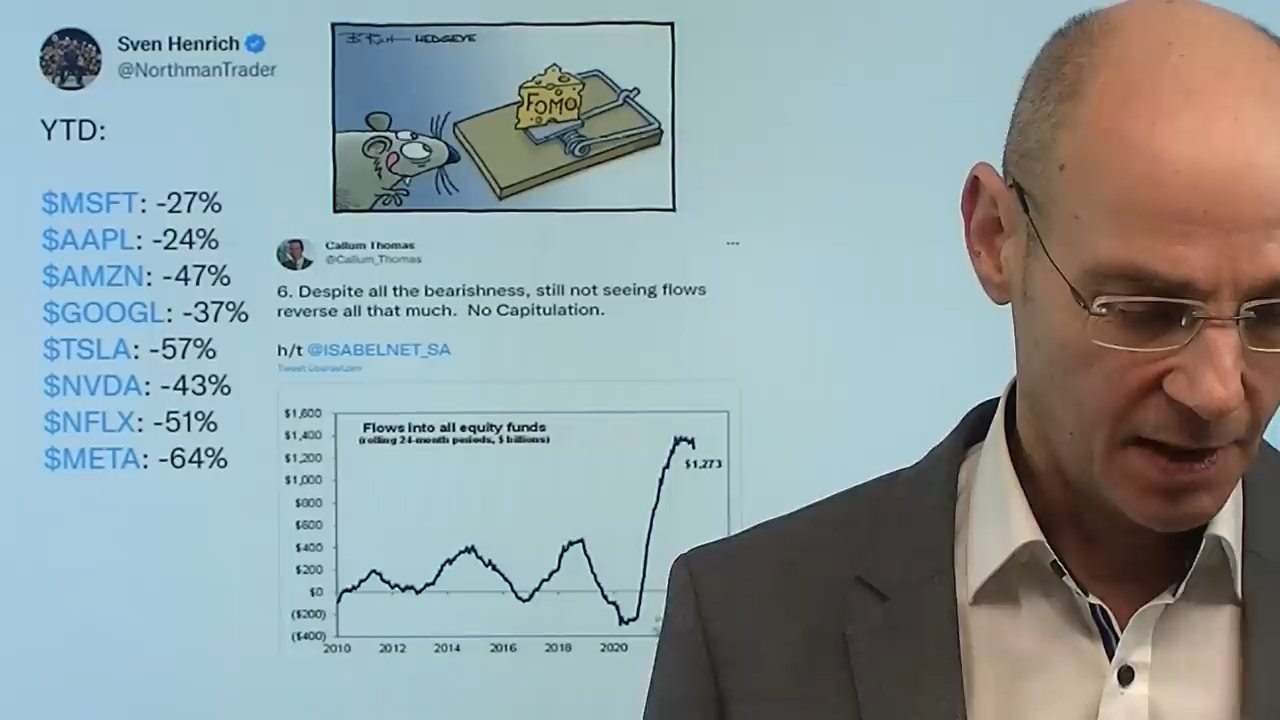 Sven Henrich
@NorthmanTrader
YTD:
$MSFT: -27%
$AAPL: -24%
$AMZN: -47%
$GOOGL: -37%
$TSLA: -57%
$NVDA: -43%
$NFLX: -51%
$META: -64%
HEDGEYE
FOMO
Callum Thomas
@Callum_Thomas
6. Despite all the bearishness, still not seeing flows
reverse all that much. No Capitulation.
h/t @ISABELNET_SA
Tweet übersetzen
Flows into all equity funds
(rolling 24-month periods, $ billions)
$1,600
$1,400
$1,200
$1,000
$800
$600
$400
$200
$0
($200)
($400)
$1,273
2010
2012
2014
2016
2018
2020